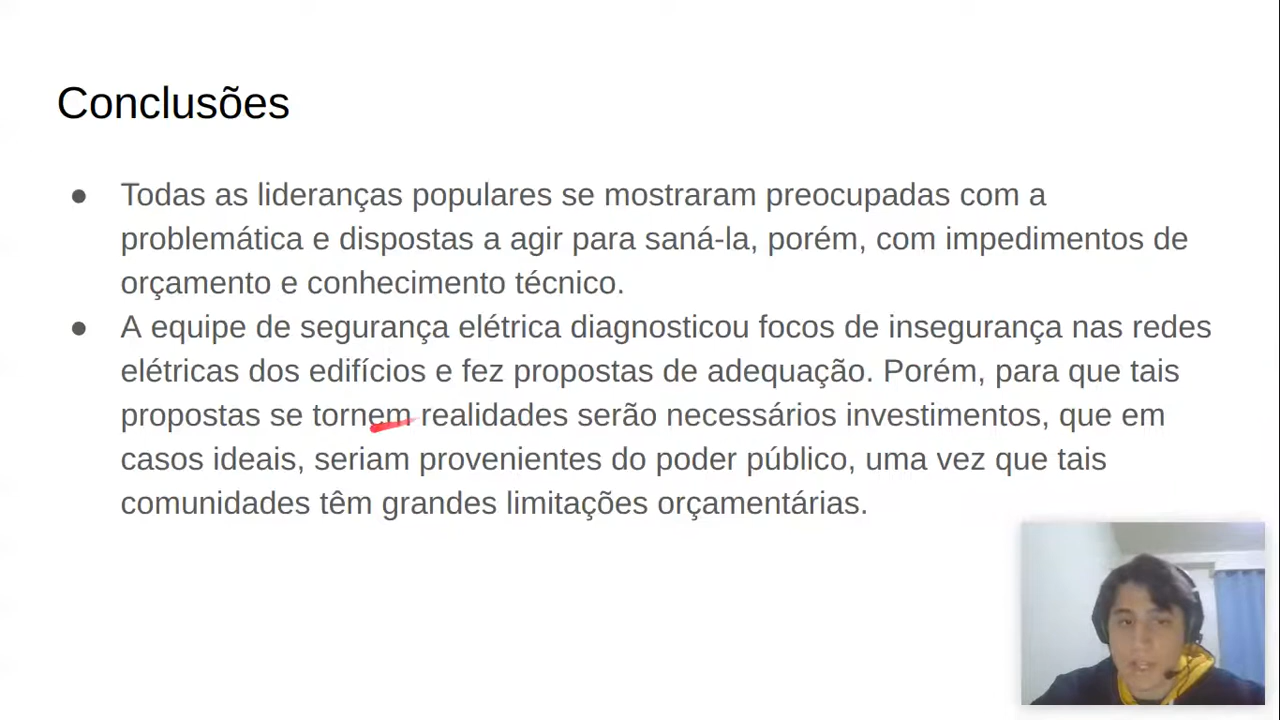 Conclusões
● Todas as lideranças populares se mostraram preocupadas com a
problemática e dispostas a agir para saná-la, porém, com impedimentos de
orçamento e conhecimento técnico.
● A equipe de segurança elétrica diagnosticou focos de insegurança nas redes
elétricas dos edifícios e fez propostas de adequação. Porém, para que tais
propostas se tornem realidades serão necessários investimentos, que em
casos ideais, seriam provenientes do poder público, uma vez que tais
comunidades têm grandes limitações orçamentárias.